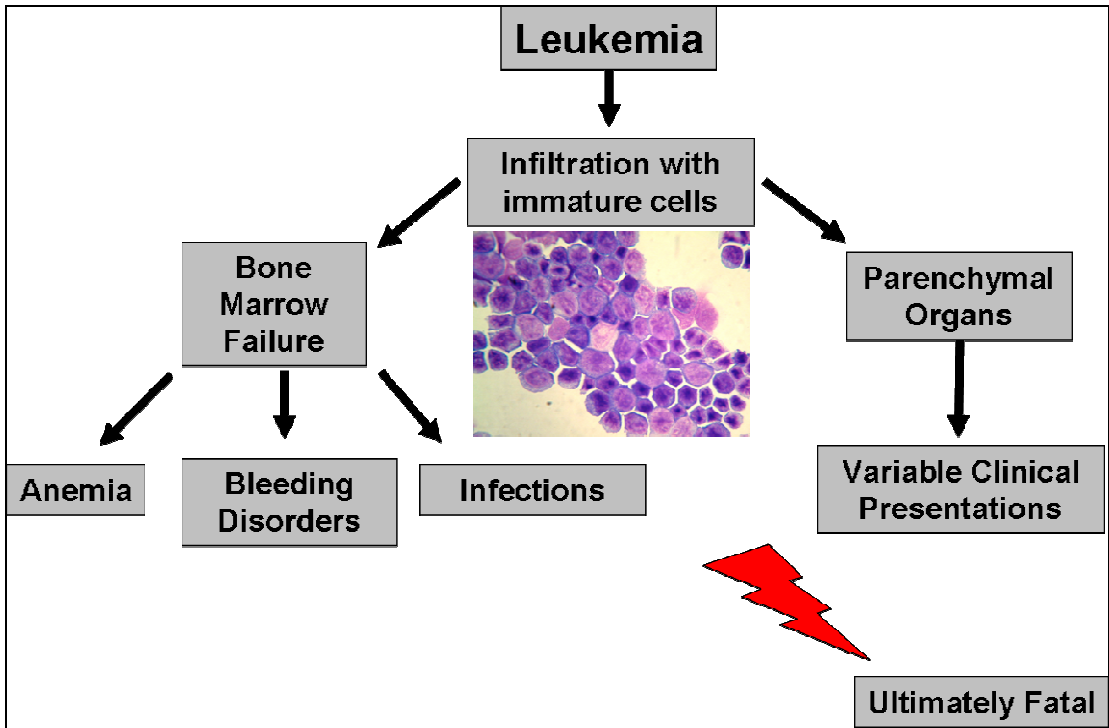 Leukemia
Infiltration with
immature cells
Bone
Marrow
Failure
Parenchymal
Organs
Anemia
Bleeding
Disorders
Infections
Variable Clinical
Presentations
Ultimately Fatal